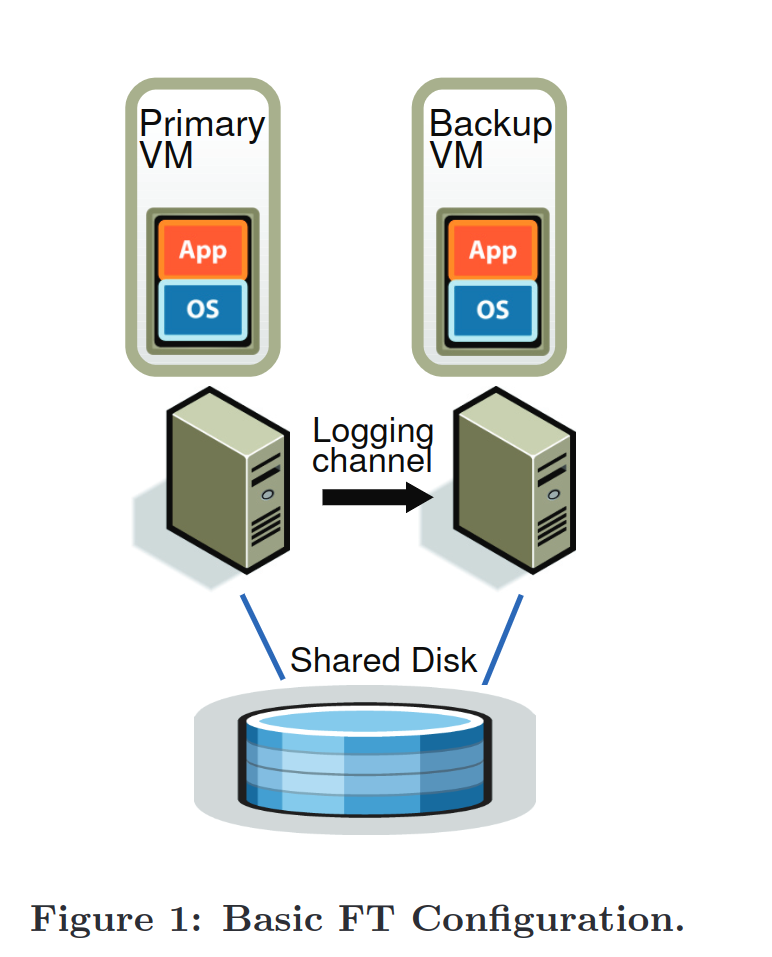 Primary
VM
Backup
VM
App
OS
App
OS
Logging
channel
Shared Disk
Figure 1: Basic FT Configuration.